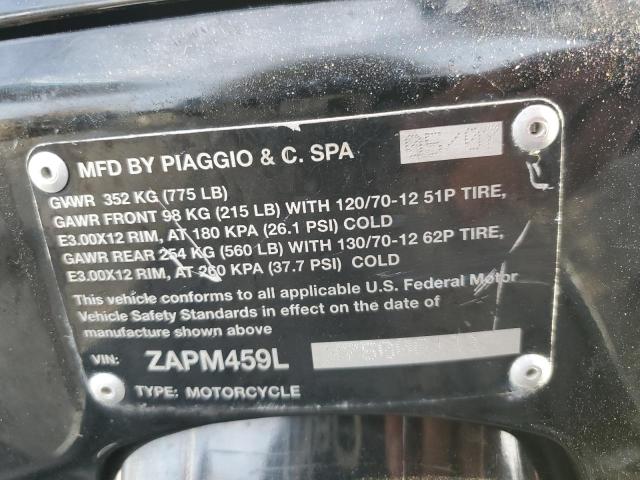 MFD BY PIAGGIO & C. SPA 05/07
GVWR 352 KG (775 LB)
GAWR FRONT 98 KG (215 LB) WITH 120/70-12 51P TIRE,
E3.00X12 RIM, AT 180 KPA (26.1 PSI) COLD
GAWR REAR 254 KG (560 LB) WITH 130/70-12 62P TIRE,
E3.00X12 RIM, AT 260 KPA (37.7 PSI) COLD
This vehicle conforms to all applicable U.S. Federal Motor
Vehicle Safety Standards in effect on the date of
manufacture shown above
VIN: ZAPM459L
TYPE: MOTORCYCLE